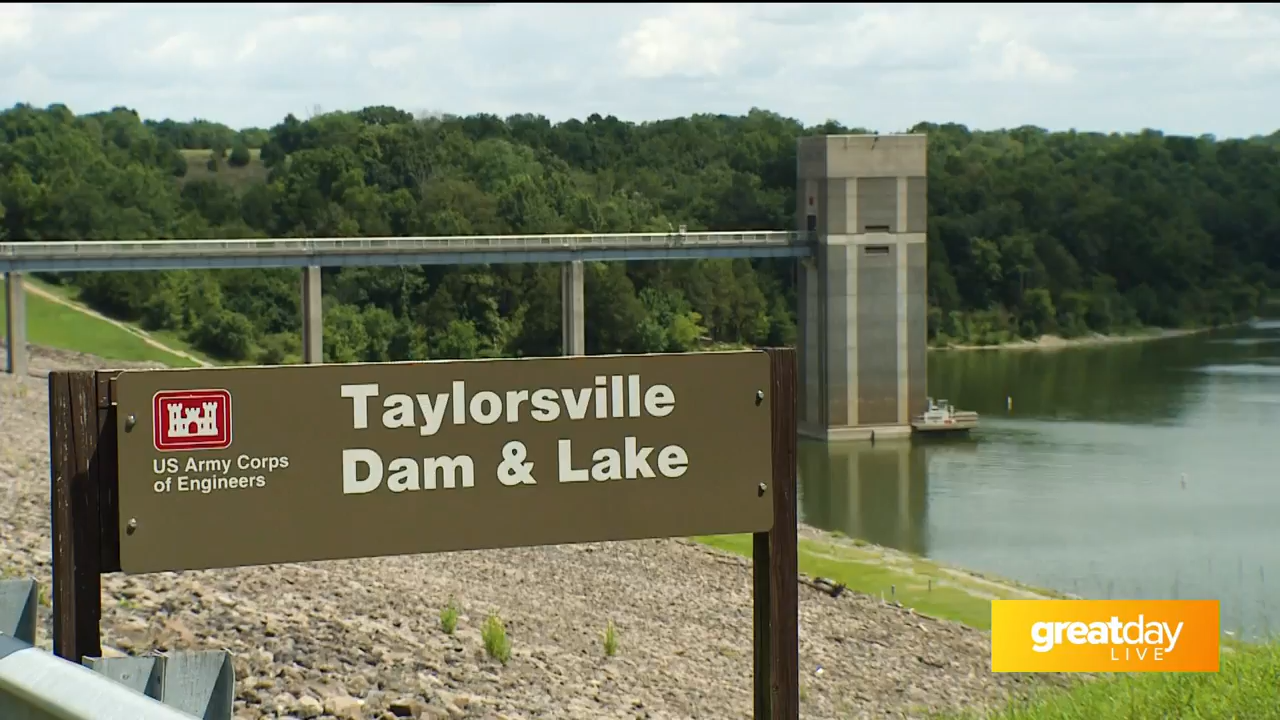 Taylorsville
Dam & Lake
US Army Corps
of Engineers
greatday
LIVE